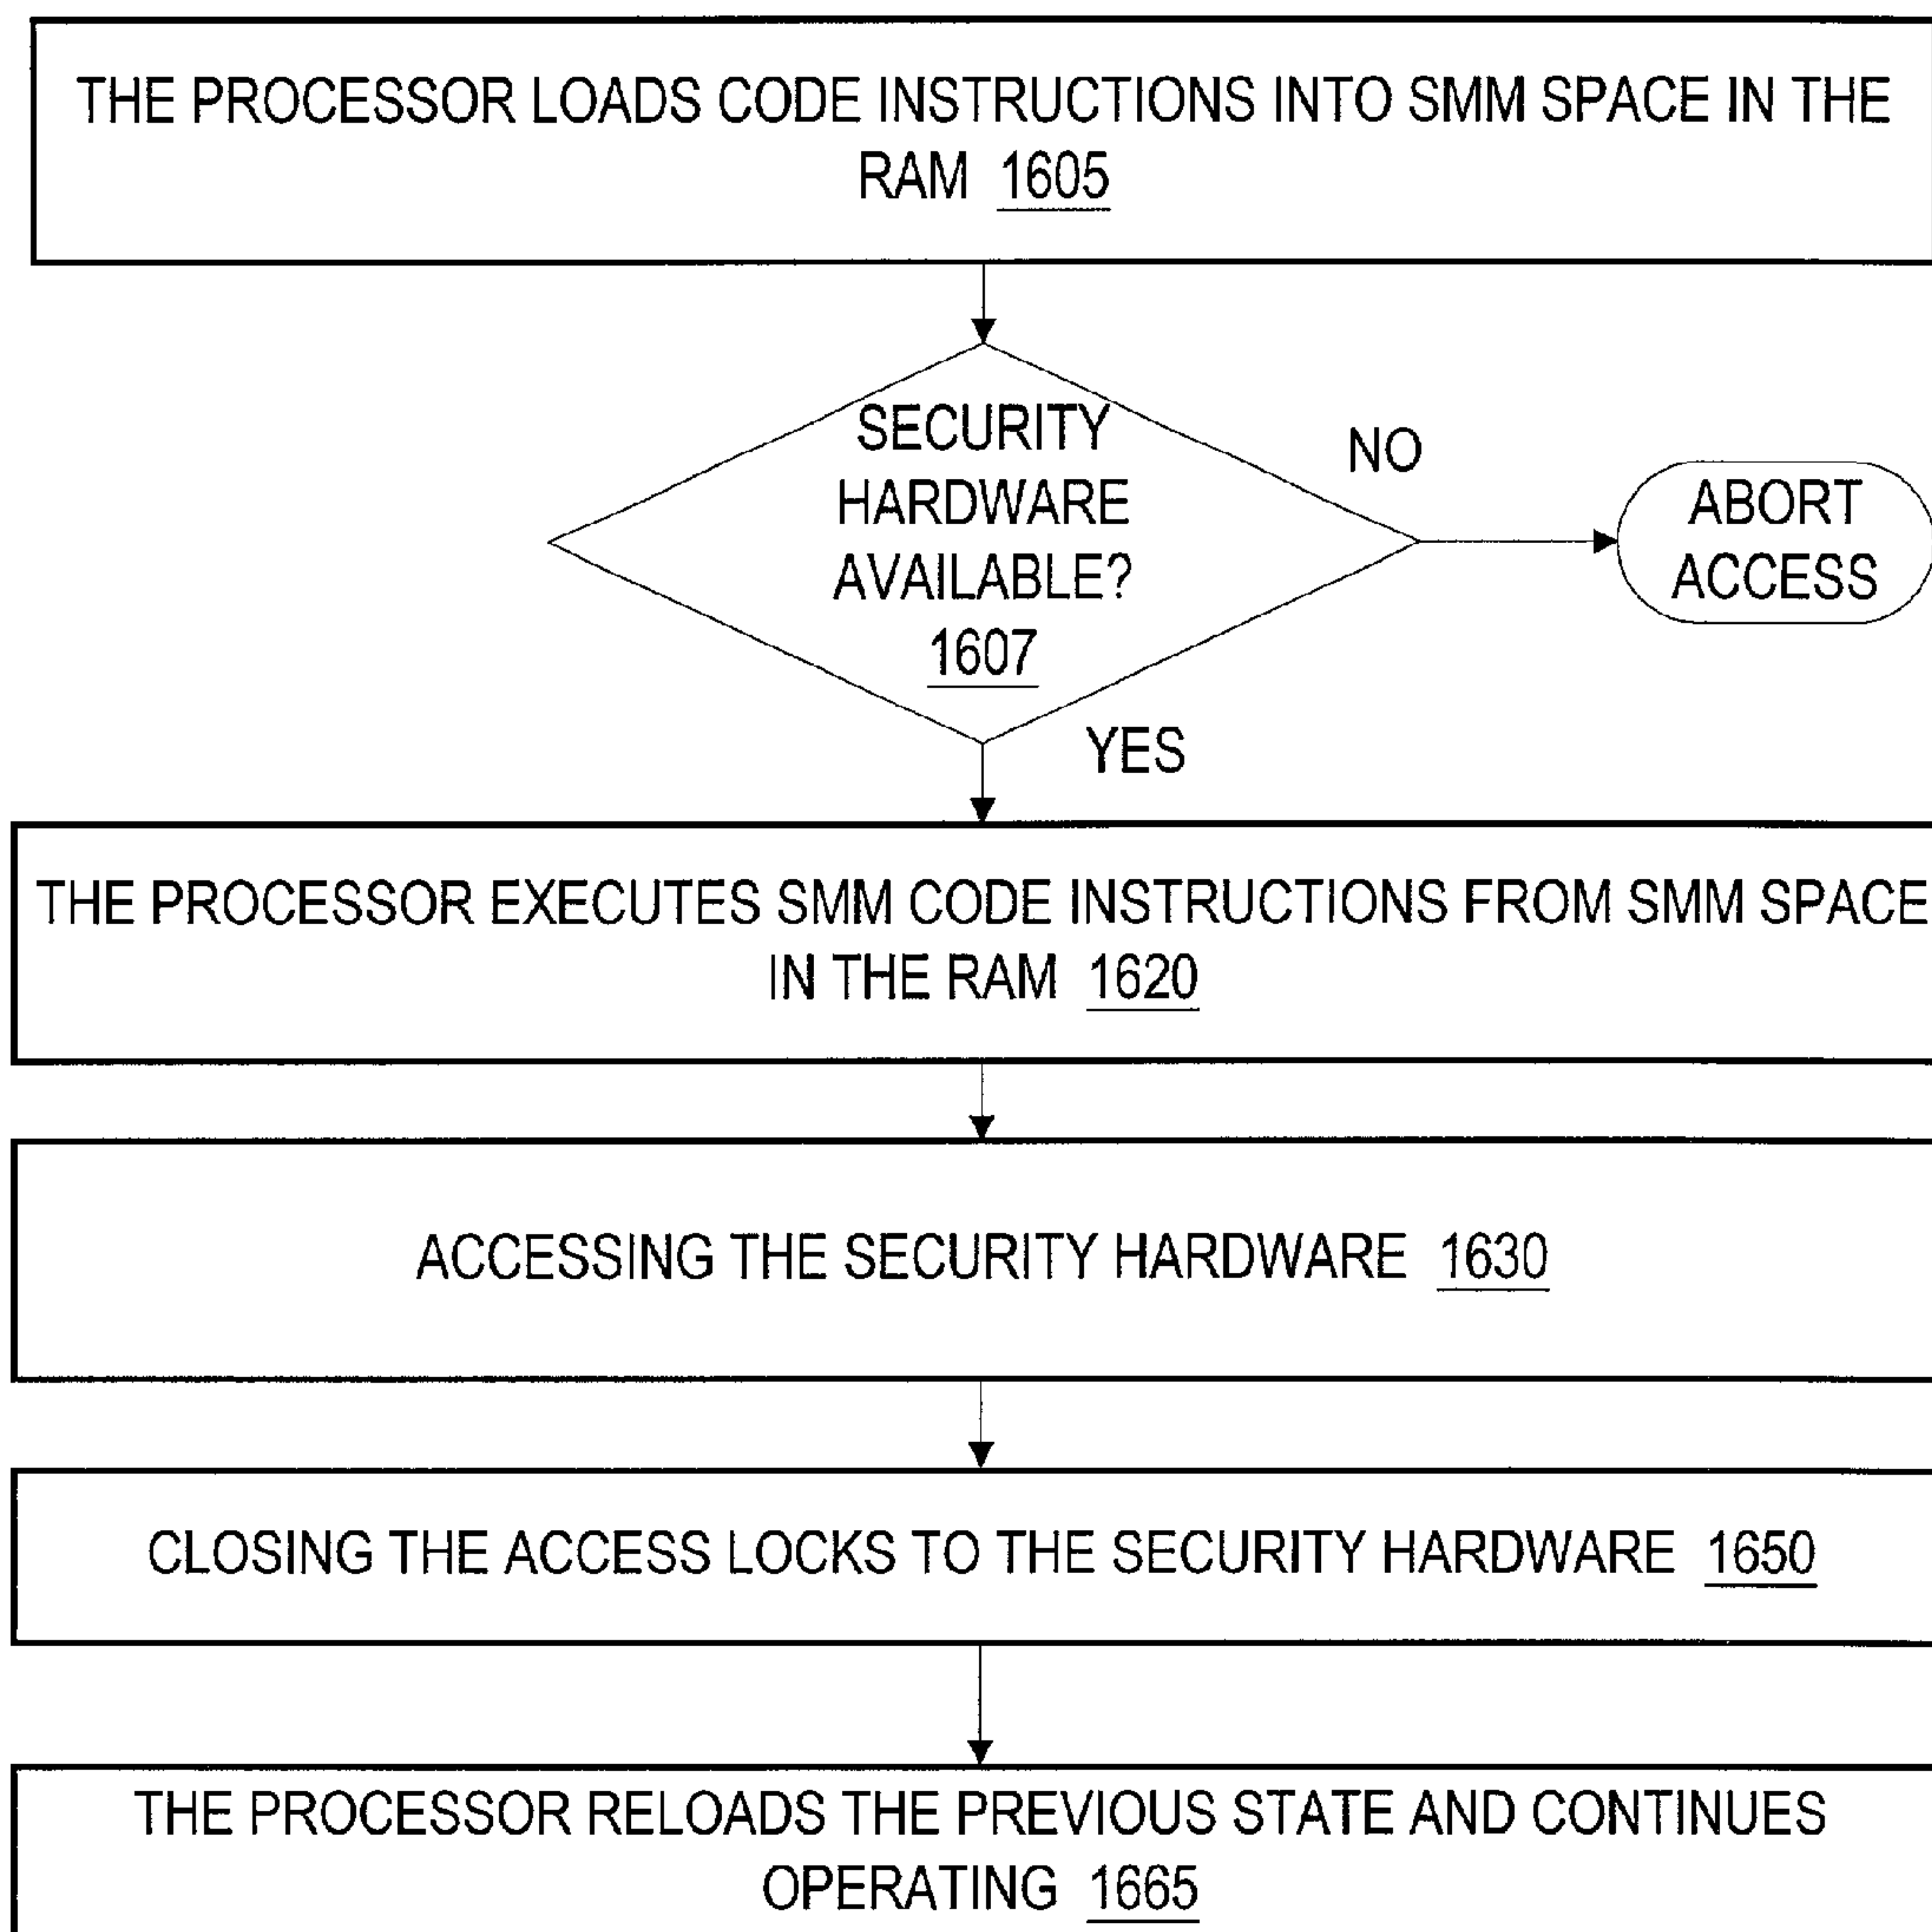 THE PROCESSOR LOADS CODE INSTRUCTIONS INTO SMM SPACE IN THE
RAM 1605
SECURITY
HARDWARE
AVAILABLE?
1607
NO
ABORT
ACCESS
YES
THE PROCESSOR EXECUTES SMM CODE INSTRUCTIONS FROM SMM SPACE
IN THE RAM 1620
ACCESSING THE SECURITY HARDWARE 1630
CLOSING THE ACCESS LOCKS TO THE SECURITY HARDWARE 1650
THE PROCESSOR RELOADS THE PREVIOUS STATE AND CONTINUES
OPERATING 1665